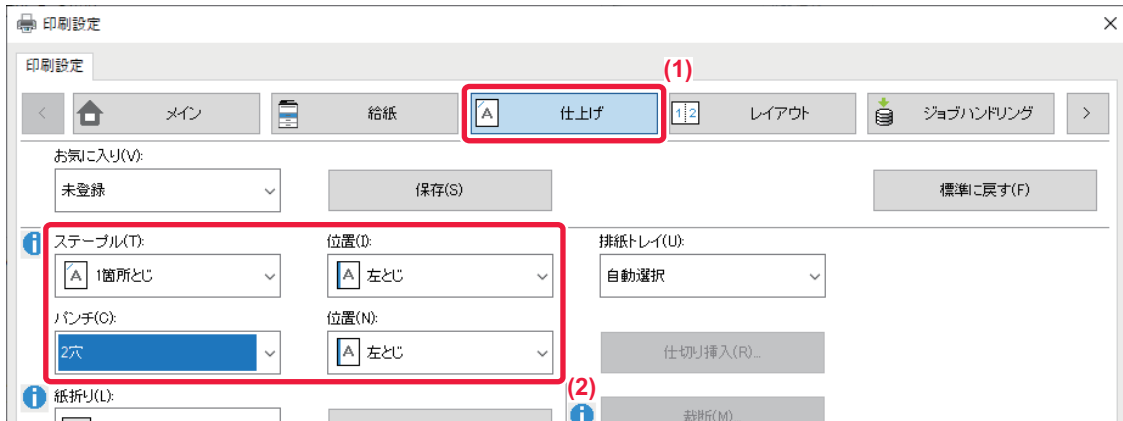 印刷設定
印刷設定
(1)
メイン
給紙
A 仕上げ
1 2 レイアウト
ジョブハンドリング
お気に入り(V):
未登録
保存(S)
標準に戻す(F)
ステープル(T):
位置(I):
排紙トレイ(U):
A 1箇所とじ
A 左とじ
自動選択
パンチ(C):
位置(N):
2穴
A 左とじ
仕切り挿入(R)...
(2)
紙折り(L):
裁断(M)...